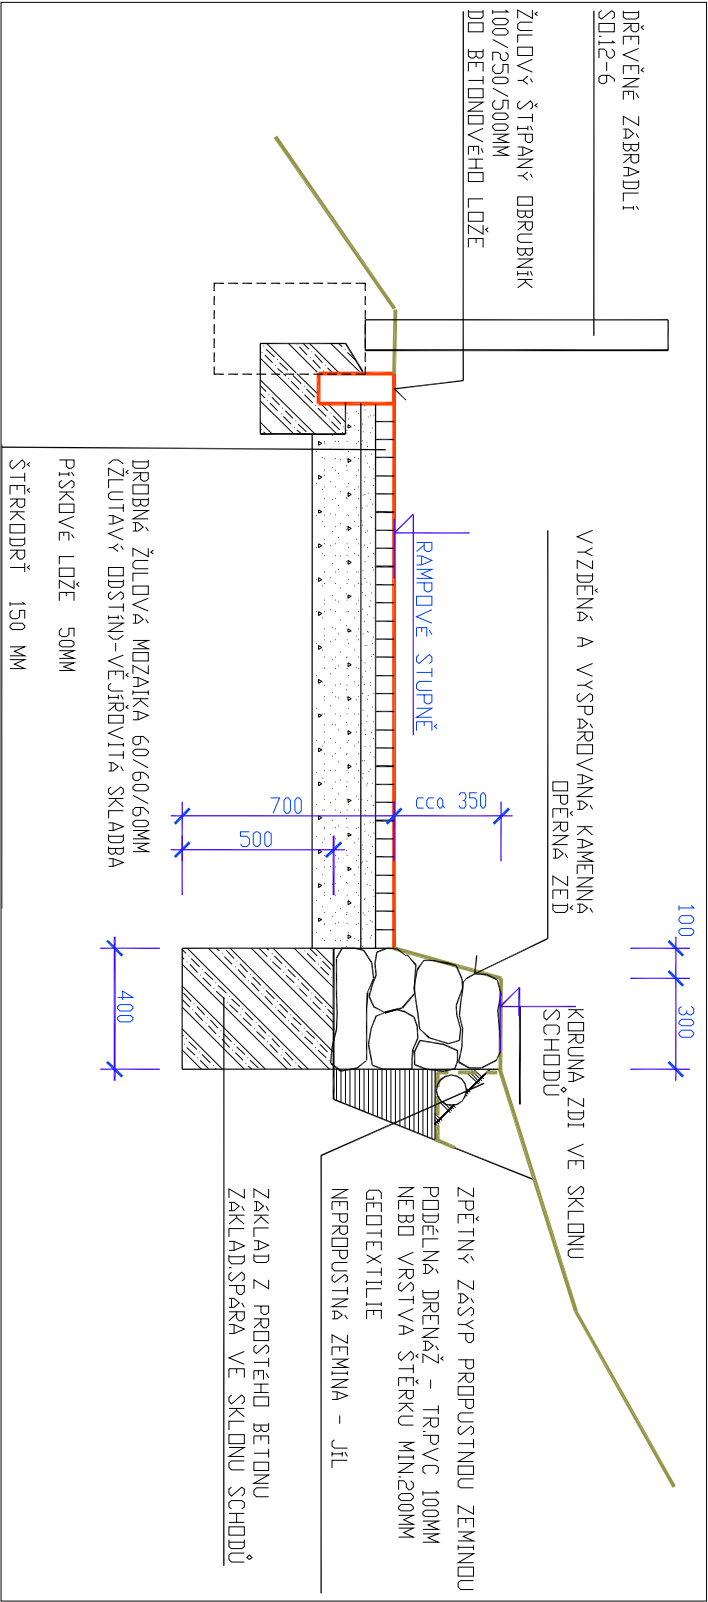 DŘEVĚNÉ ZÁBRADLÍ
SO.12-6
ŽULOVÝ ŠTÍPANÝ OBRUBNÍK
100/250/500MM
DO BETONOVÉHO LOŽE
VYZDĚNÁ A VYSPÁROVANÁ KAMENNÁ
OPĚRNÁ ZEĎ
RAMPOVÉ STUPNĚ
100
300
KORUNA ZDI VE SKLONU
SCHODŮ
cca 350
700
500
400
DROBNÁ ŽULOVÁ MOZAIKA 60/60/60MM
(ŽLUTAVÝ ODSTÍN)-VĚJÍŘOVITÁ SKLADBA
PÍSKOVÉ LOŽE 50MM
ŠTĚRKODRŤ 150 MM
ZPĚTNÝ ZÁSYP PROPUSTNOU ZEMINOU
PODÉLNÁ DRENÁŽ - TR.PVC 100MM
NEBO VRSTVA ŠTĚRKU MIN.200MM
GEOTEXTILIE
NEPROPUSTNÁ ZEMINA - JÍL
ZÁKLAD Z PROSTÉHO BETONU
ZÁKLAD.SPÁRA VE SKLONU SCHODŮ